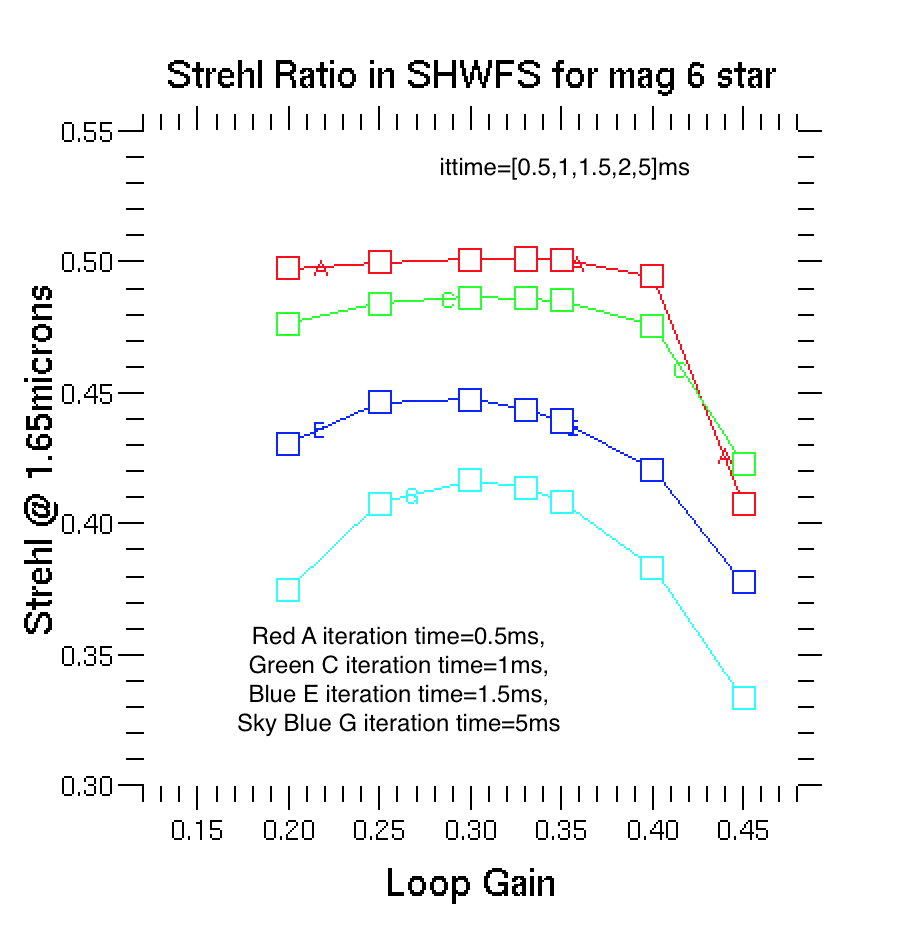 Strehl Ratio in SHWFS for mag 6 star
ittime=[0.5,1,1.5,2,5]ms
0.55
0.50
0.45
0.40
0.35
0.30
Strehl @ 1.65microns
A
A
A
C
C
E
E
G
Red A iteration time=0.5ms,
Green C iteration time=1ms,
Blue E iteration time=1.5ms,
Sky Blue G iteration time=5ms
0.15 0.20 0.25 0.30 0.35 0.40 0.45
Loop Gain